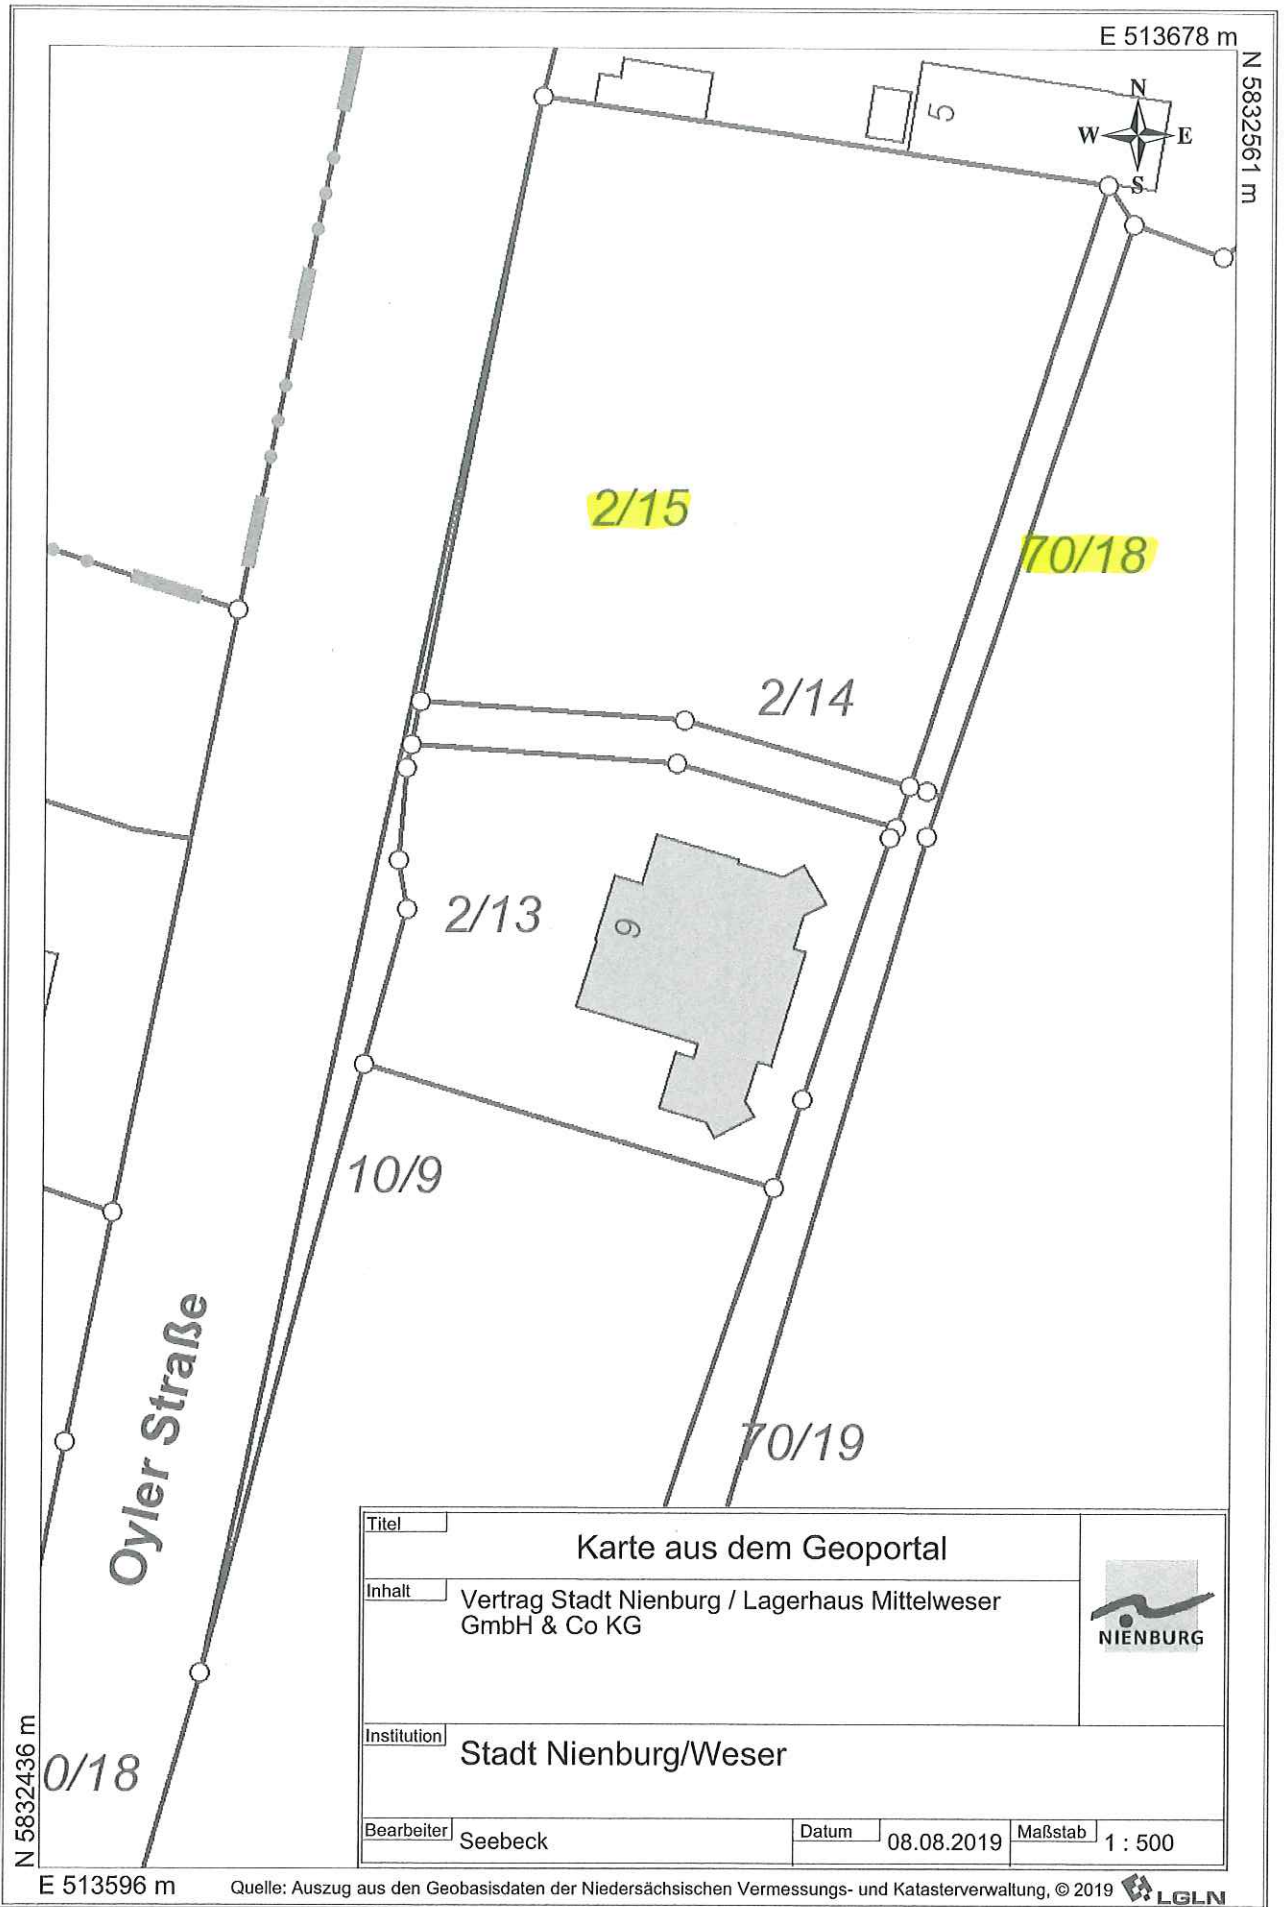 E 513678 m
N 5832561 m
N
W E
S
5
2/15
70/18
2/14
2/13
9
10/9
Oyler Straße
70/19
0/18
N 5832436 m
E 513596 m
Titel
Karte aus dem Geoportal
Inhalt
Vertrag Stadt Nienburg / Lagerhaus Mittelweser
GmbH & Co KG
NIENBURG
Institution
Stadt Nienburg/Weser
Bearbeiter
Seebeck
Datum
08.08.2019
Maßstab
1 : 500
Quelle: Auszug aus den Geobasisdaten der Niedersächsischen Vermessungs- und Katasterverwaltung, © 2019
LGLN